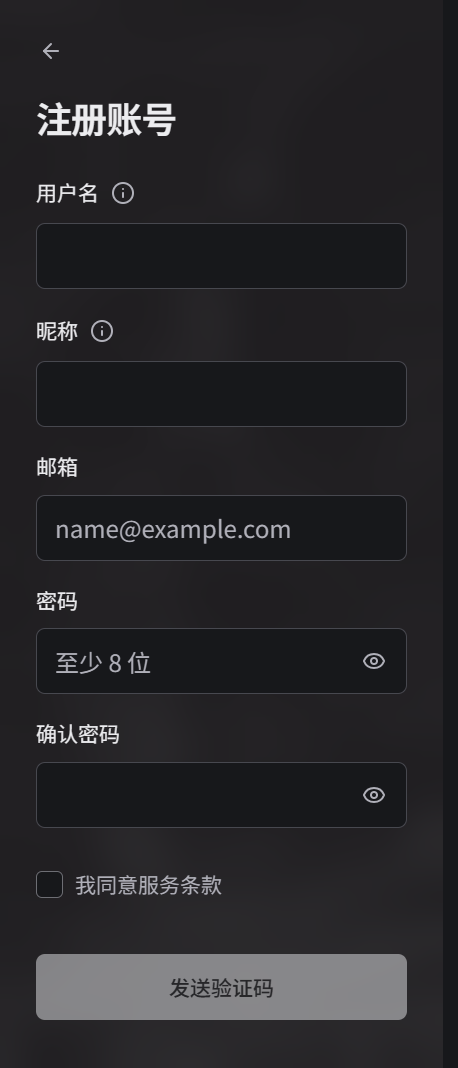 注册账号
用户名
昵称
邮箱
name@example.com
密码
至少 8 位
确认密码
我同意服务条款
发送验证码